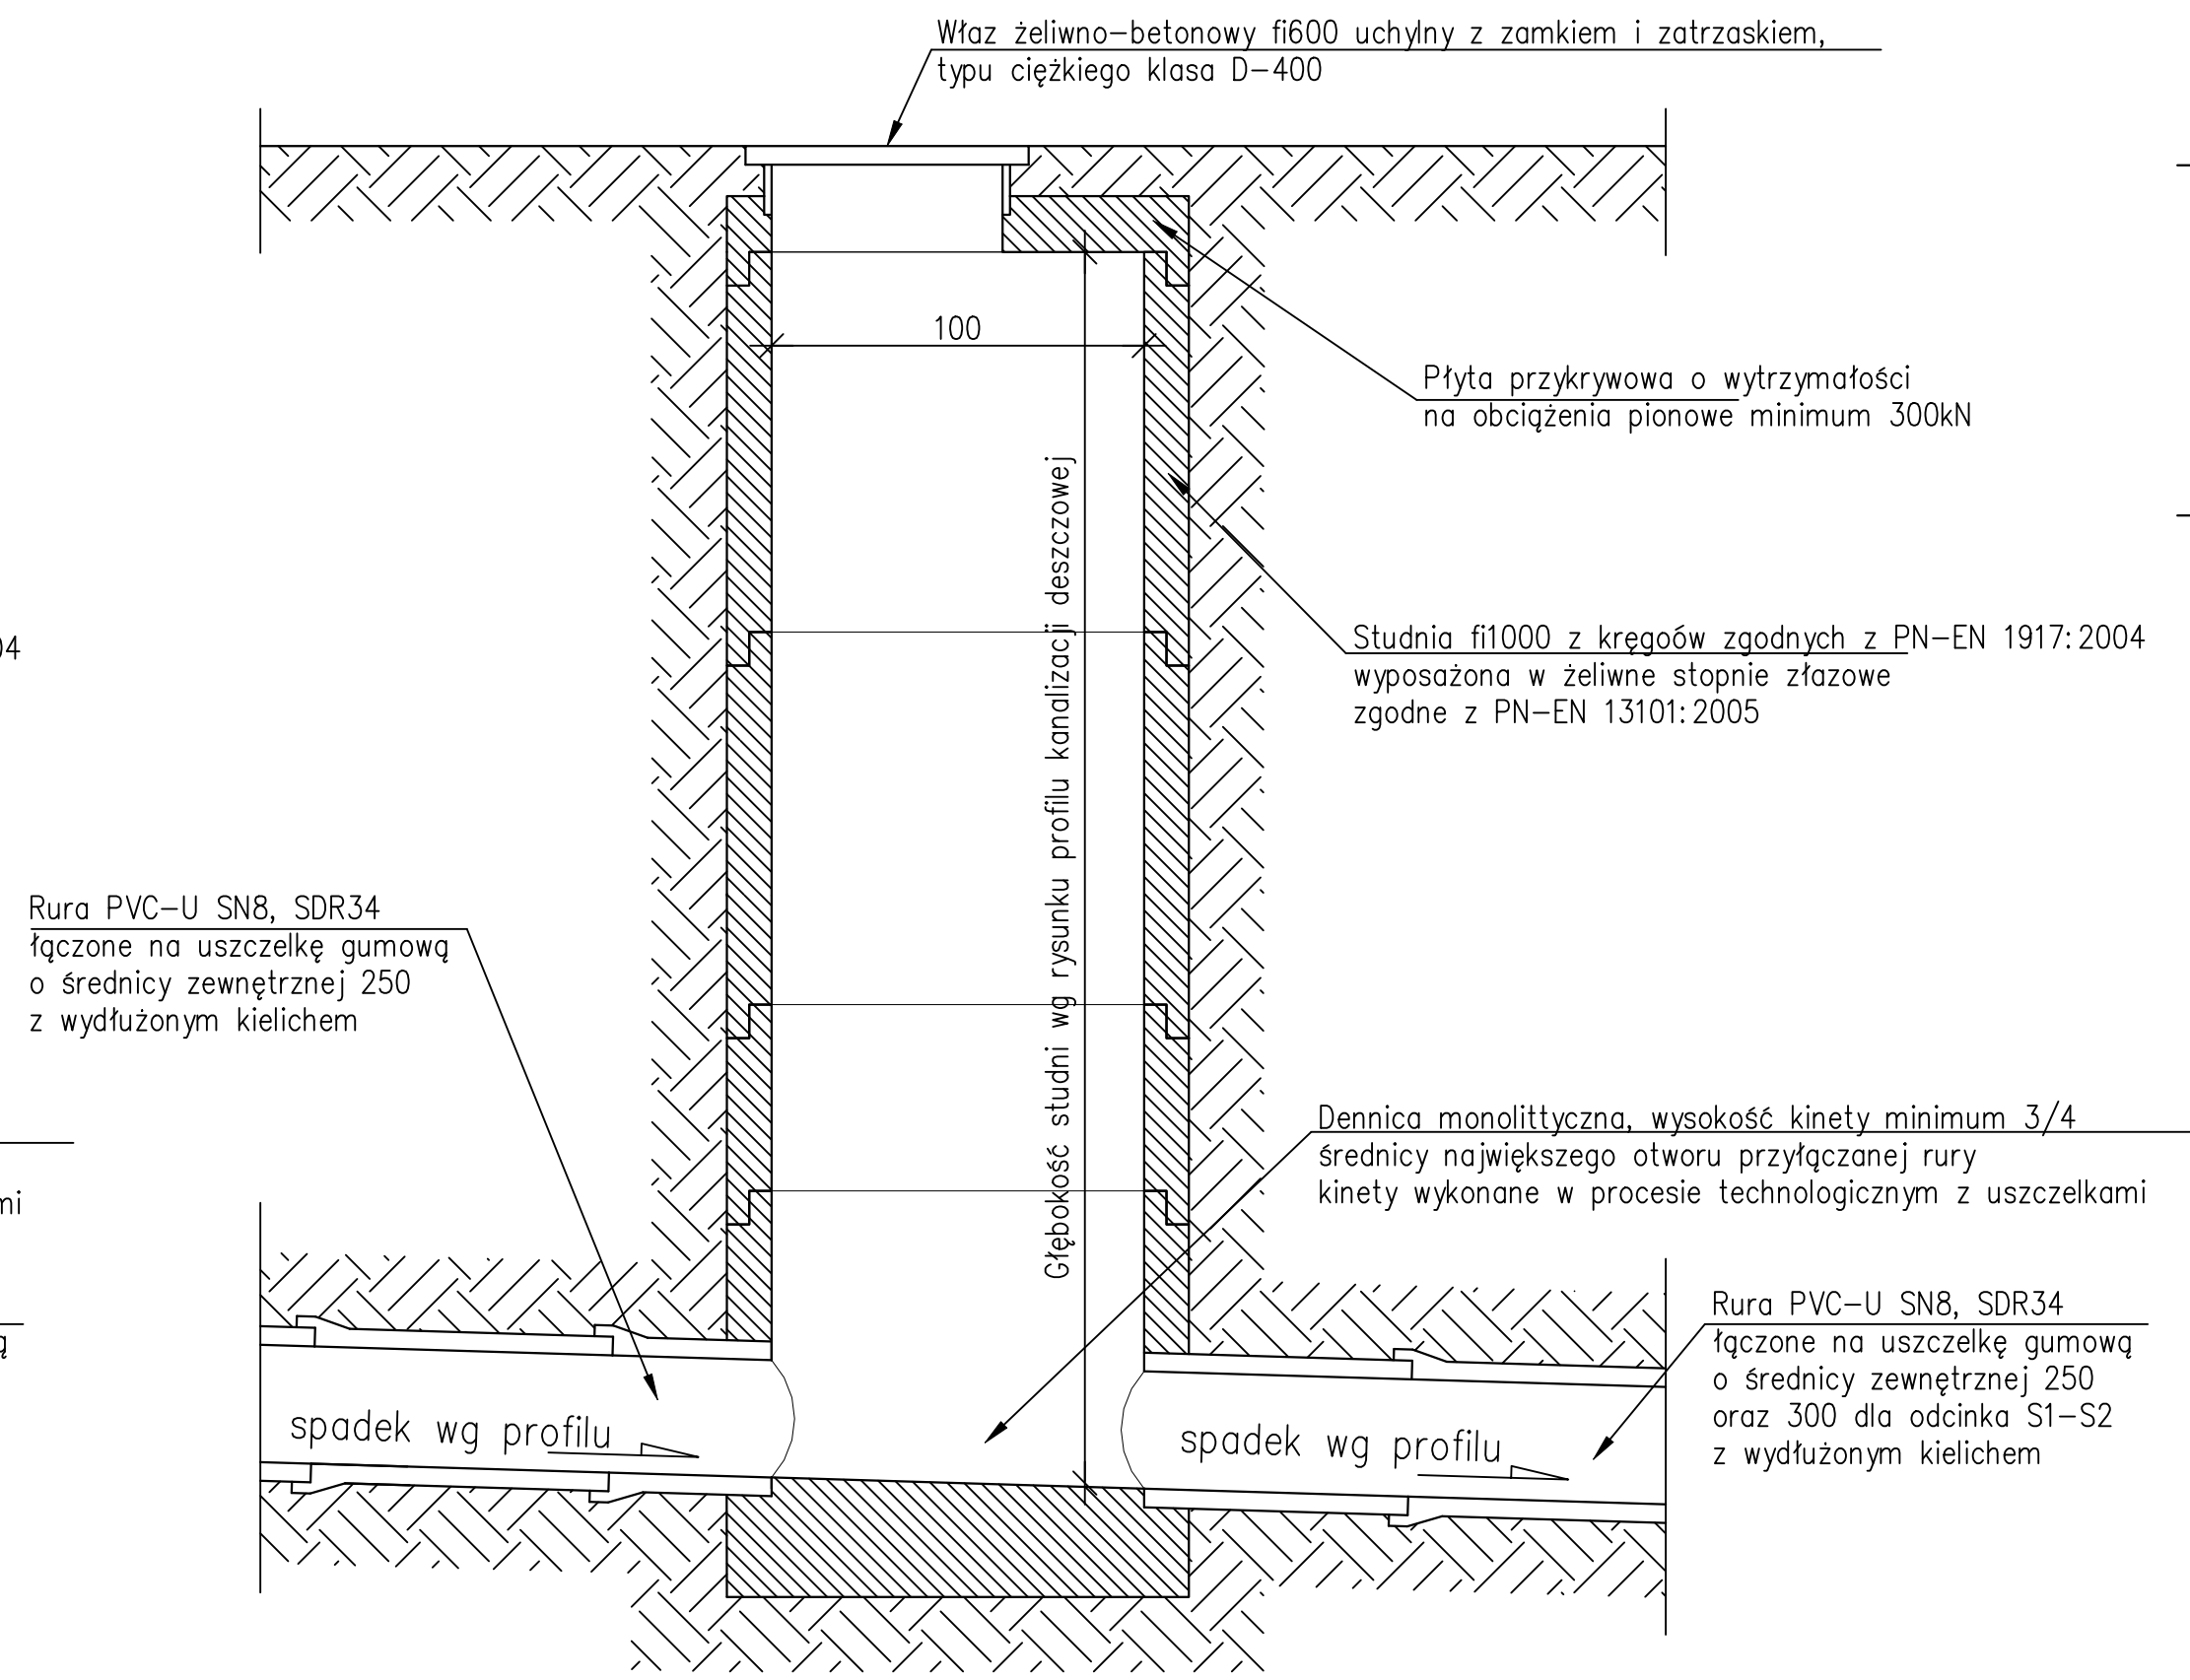 Właz żeliwno-betonowy fi600 uchylny z zamkiem i zatrzaskiem,
typu ciężkiego klasa D-400
100
Płyta przykrywowa o wytrzymałości
na obciążenia pionowe minimum 300kN
Głębokość studni wg rysunku profilu kanalizacji deszczowej
04
Studnia fi1000 z kręgoów zgodnych z PN-EN 1917:2004
wyposażona w żeliwne stopnie złazowe
zgodne z PN-EN 13101:2005
Rura PVC-U SN8, SDR34
łączone na uszczelkę gumową
o średnicy zewnętrznej 250
z wydłużonym kielichem
Dennica monolittyczna, wysokość kinety minimum 3/4
średnicy największego otworu przyłączanej rury
kinety wykonane w procesie technologicznym z uszczelkami
mi
ą
Rura PVC-U SN8, SDR34
łączone na uszczelkę gumową
o średnicy zewnętrznej 250
oraz 300 dla odcinka S1-S2
z wydłużonym kielichem
spadek wg profilu
spadek wg profilu